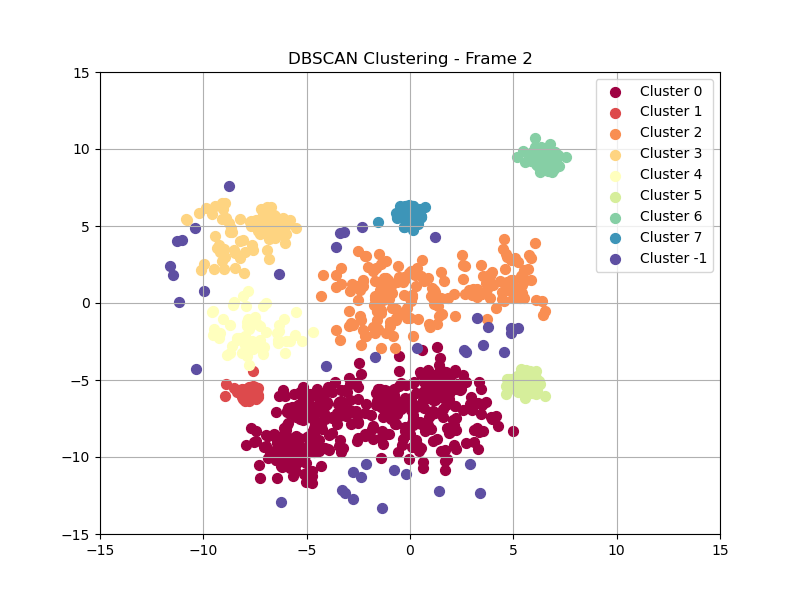 DBSCAN Clustering - Frame 2
15
10
5
0
−5
−10
−15
−15
−10
−5
0
5
10
15
Cluster 0
Cluster 1
Cluster 2
Cluster 3
Cluster 4
Cluster 5
Cluster 6
Cluster 7
Cluster -1